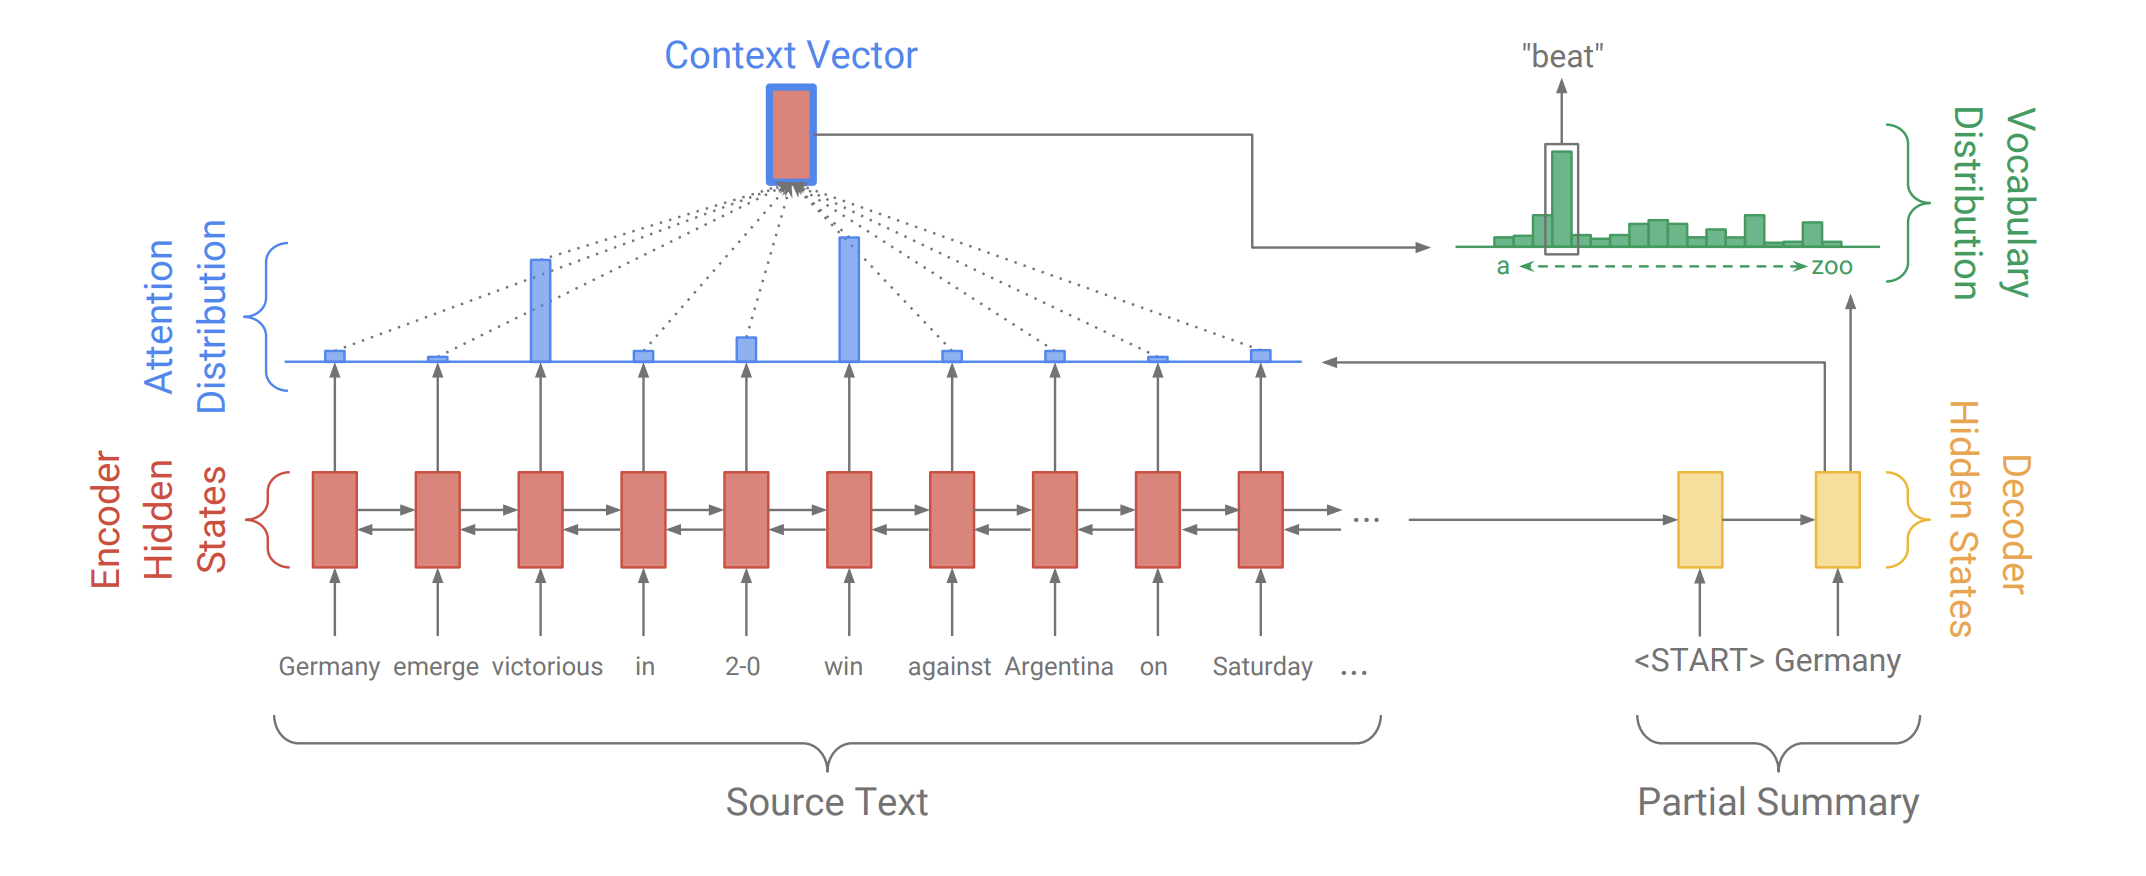 Context Vector
"beat"
Attention
Distribution
a
zoo
Vocabulary
Distribution
Encoder
Hidden
States
...
Decoder
Hidden States
Germany emerge victorious in 2-0 win against Argentina on Saturday ...
<START> Germany
Source Text
Partial Summary